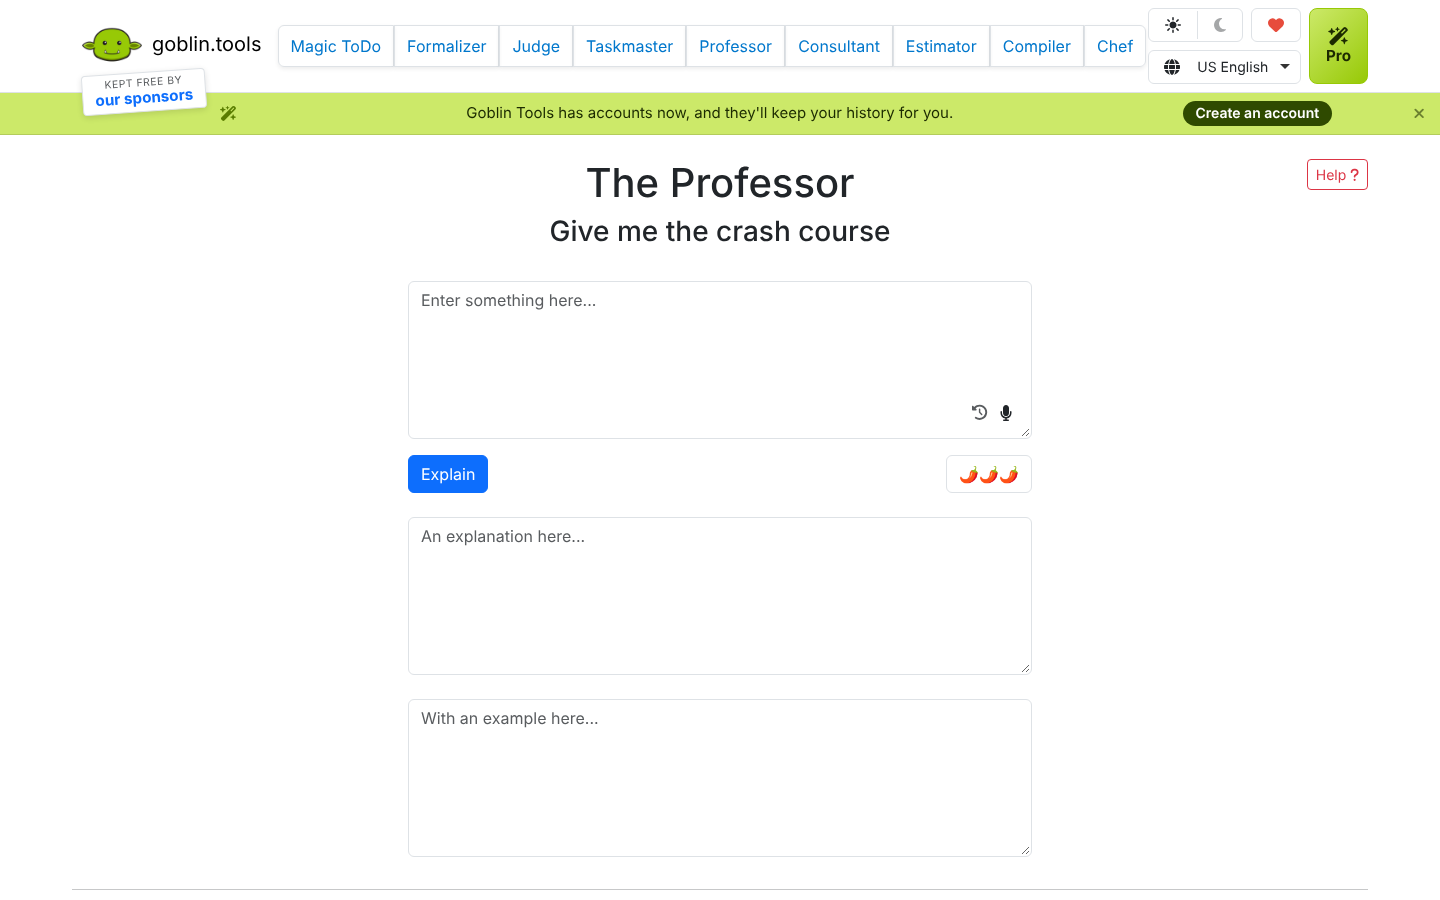 goblin.tools
KEPT FREE BY
our sponsors
Magic ToDo
Formalizer
Judge
Taskmaster
Professor
Consultant
Estimator
Compiler
Chef
US English
Pro
Goblin Tools has accounts now, and they'll keep your history for you.
Create an account
×
The Professor
Help ?
Give me the crash course
Enter something here...
Explain
An explanation here...
With an example here...